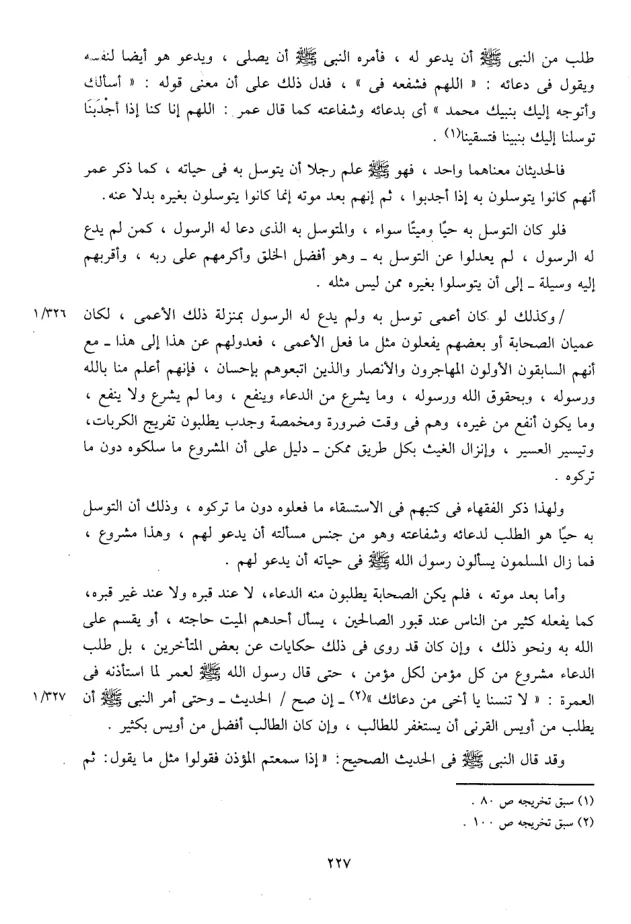 طلب من النبى ﷺ أن يدعو له ، فأمره النبى ﷺ أن يصلى ، ويدعو هو أيضا لنفسه
ويقول فى دعائه : « اللهم فشفعه فى » ، فدل ذلك على أن معنى قوله : « أسألك
وأتوجه إليك بنبيك محمد » أى بدعائه وشفاعته كما قال عمر : اللهم إنا كنا إذا أجْدَبنَا
توسلنا إليك بنبينا فتسقينا(١) .
فالحديثان معناهما واحد ، فهو ﷺ علم رجلا أن يتوسل به فى حياته ، كما ذكر عمر
أنهم كانوا يتوسلون به إذا أجدبوا ، ثم إنهم بعد موته إنما كانوا يتوسلون بغيره بدلا عنه.
فلو كان التوسل به حيًا وميتًا سواء ، والمتوسل به الذى دعا له الرسول ، كمن لم يدع
له الرسول ، لم يعدلوا عن التوسل به ـ وهو أفضل الخلق وأكرمهم على ربه ، وأقربهم
إليه وسيلة ـ إلى أن يتوسلوا بغيره ممن ليس مثله .
/ وكذلك لو كان أعمى توسل به ولم يدع له الرسول بمنزلة ذلك الأعمى ، لكان ١/٣٢٦
عميان الصحابة أو بعضهم يفعلون مثل ما فعل الأعمى ، فعدولهم عن هذا إلى هذا ـ مع
أنهم السابقون الأولون المهاجرون والأنصار والذين اتبعوهم بإحسان ، فإنهم أعلم منا بالله
ورسوله ، وبحقوق الله ورسوله ، وما يشرع من الدعاء وينفع ، وما لم يشرع ولا ينفع ،
وما يكون أنفع من غيره، وهم فى وقت ضرورة ومخمصة وجدب يطلبون تفريج الكربات،
وتيسير العسير ، وإنزال الغيث بكل طريق ممكن ـ دليل على أن المشروع ما سلكوه دون ما
تركوه .
ولهذا ذكر الفقهاء فى كتبهم فى الاستسقاء ما فعلوه دون ما تركوه ، وذلك أن التوسل
به حيًا هو الطلب لدعائه وشفاعته وهو من جنس مسألته أن يدعو لهم ، وهذا مشروع ،
فما زال المسلمون يسألون رسول الله ﷺ فى حياته أن يدعو لهم .
وأما بعد موته ، فلم يكن الصحابة يطلبون منه الدعاء، لا عند قبره ولا عند غير قبره،
كما يفعله كثير من الناس عند قبور الصالحين ، يسأل أحدهم الميت حاجته ، أو يقسم على
الله به ونحو ذلك ، وإن كان قد روى فى ذلك حكايات عن بعض المتأخرين ، بل طلب
الدعاء مشروع من كل مؤمن لكل مؤمن ، حتى قال رسول الله ﷺ لعمر لما استأذنه فى
العمرة : « لا تنسنا يا أخى من دعائك »(٢) ـ إن صح / الحديث ـ وحتى أمر النبى ﷺ أن ١/٣٢٧
يطلب من أويس القرنى أن يستغفر للطالب ، وإن كان الطالب أفضل من أويس بكثير .
وقد قال النبى ﷺ فى الحديث الصحيح: « إذا سمعتم المؤذن فقولوا مثل ما يقول: ثم
(١) سبق تخريجه ص ٨٠ .
(٢) سبق تخريجه ص ١٠٠ .
٢٢٧